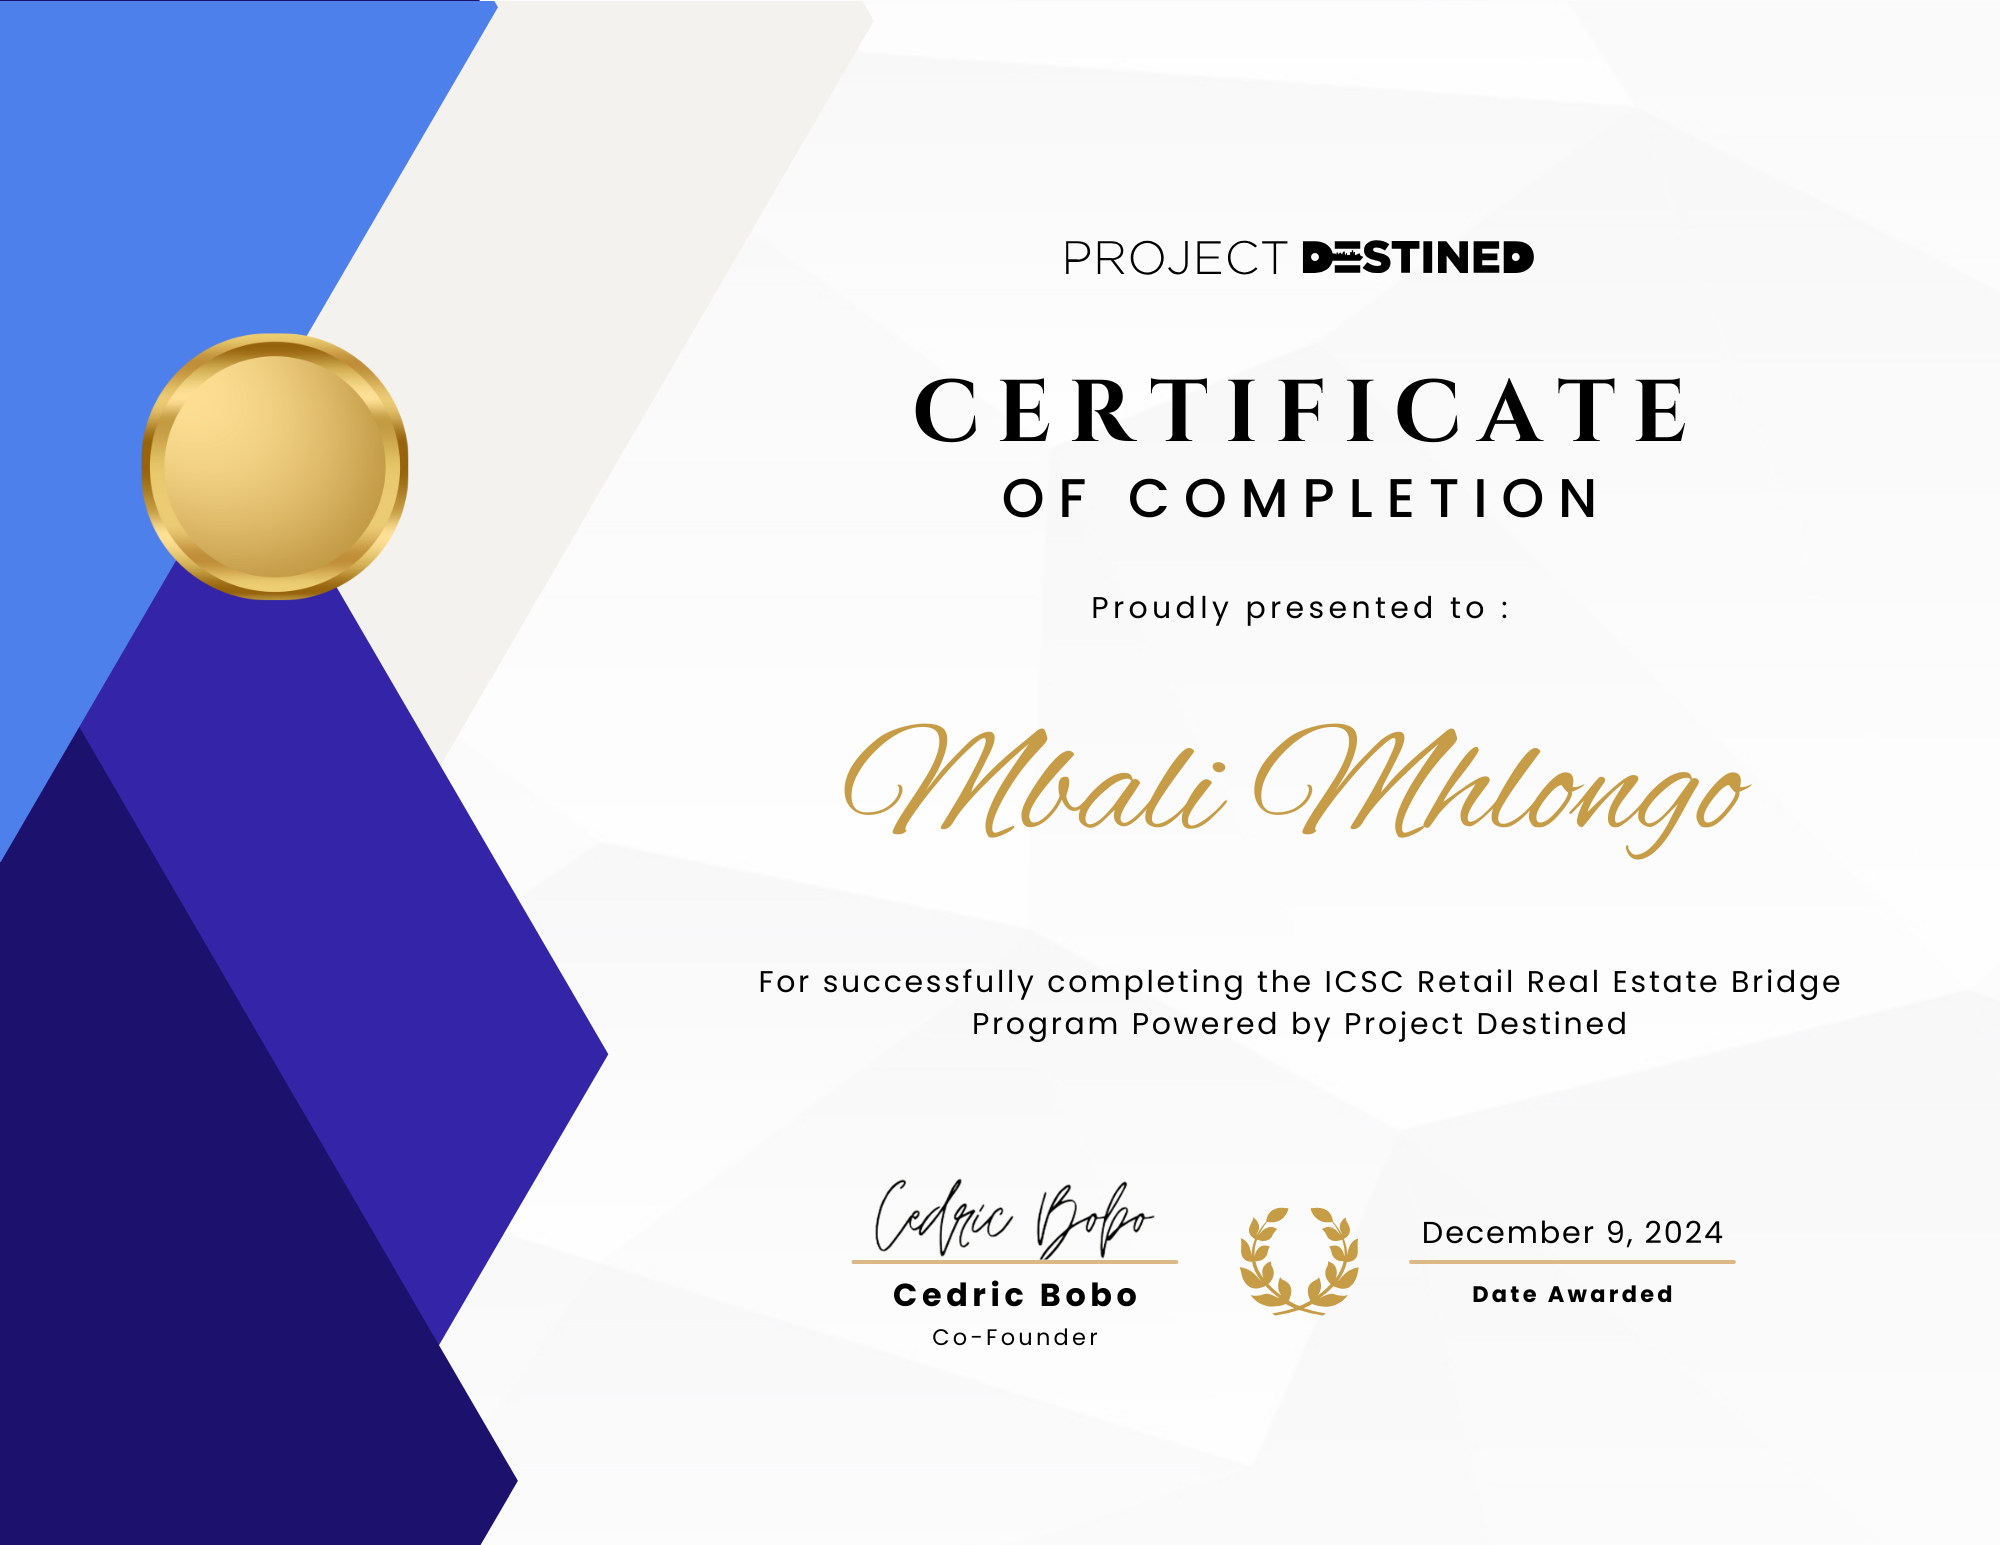 PROJECT DESTINED
CERTIFICATE
OF COMPLETION
Proudly presented to :
Mbali Mhlongo
For successfully completing the ICSC Retail Real Estate Bridge
Program Powered by Project Destined
Cedric Bobo
December 9, 2024
Cedric Bobo
Date Awarded
Co-Founder